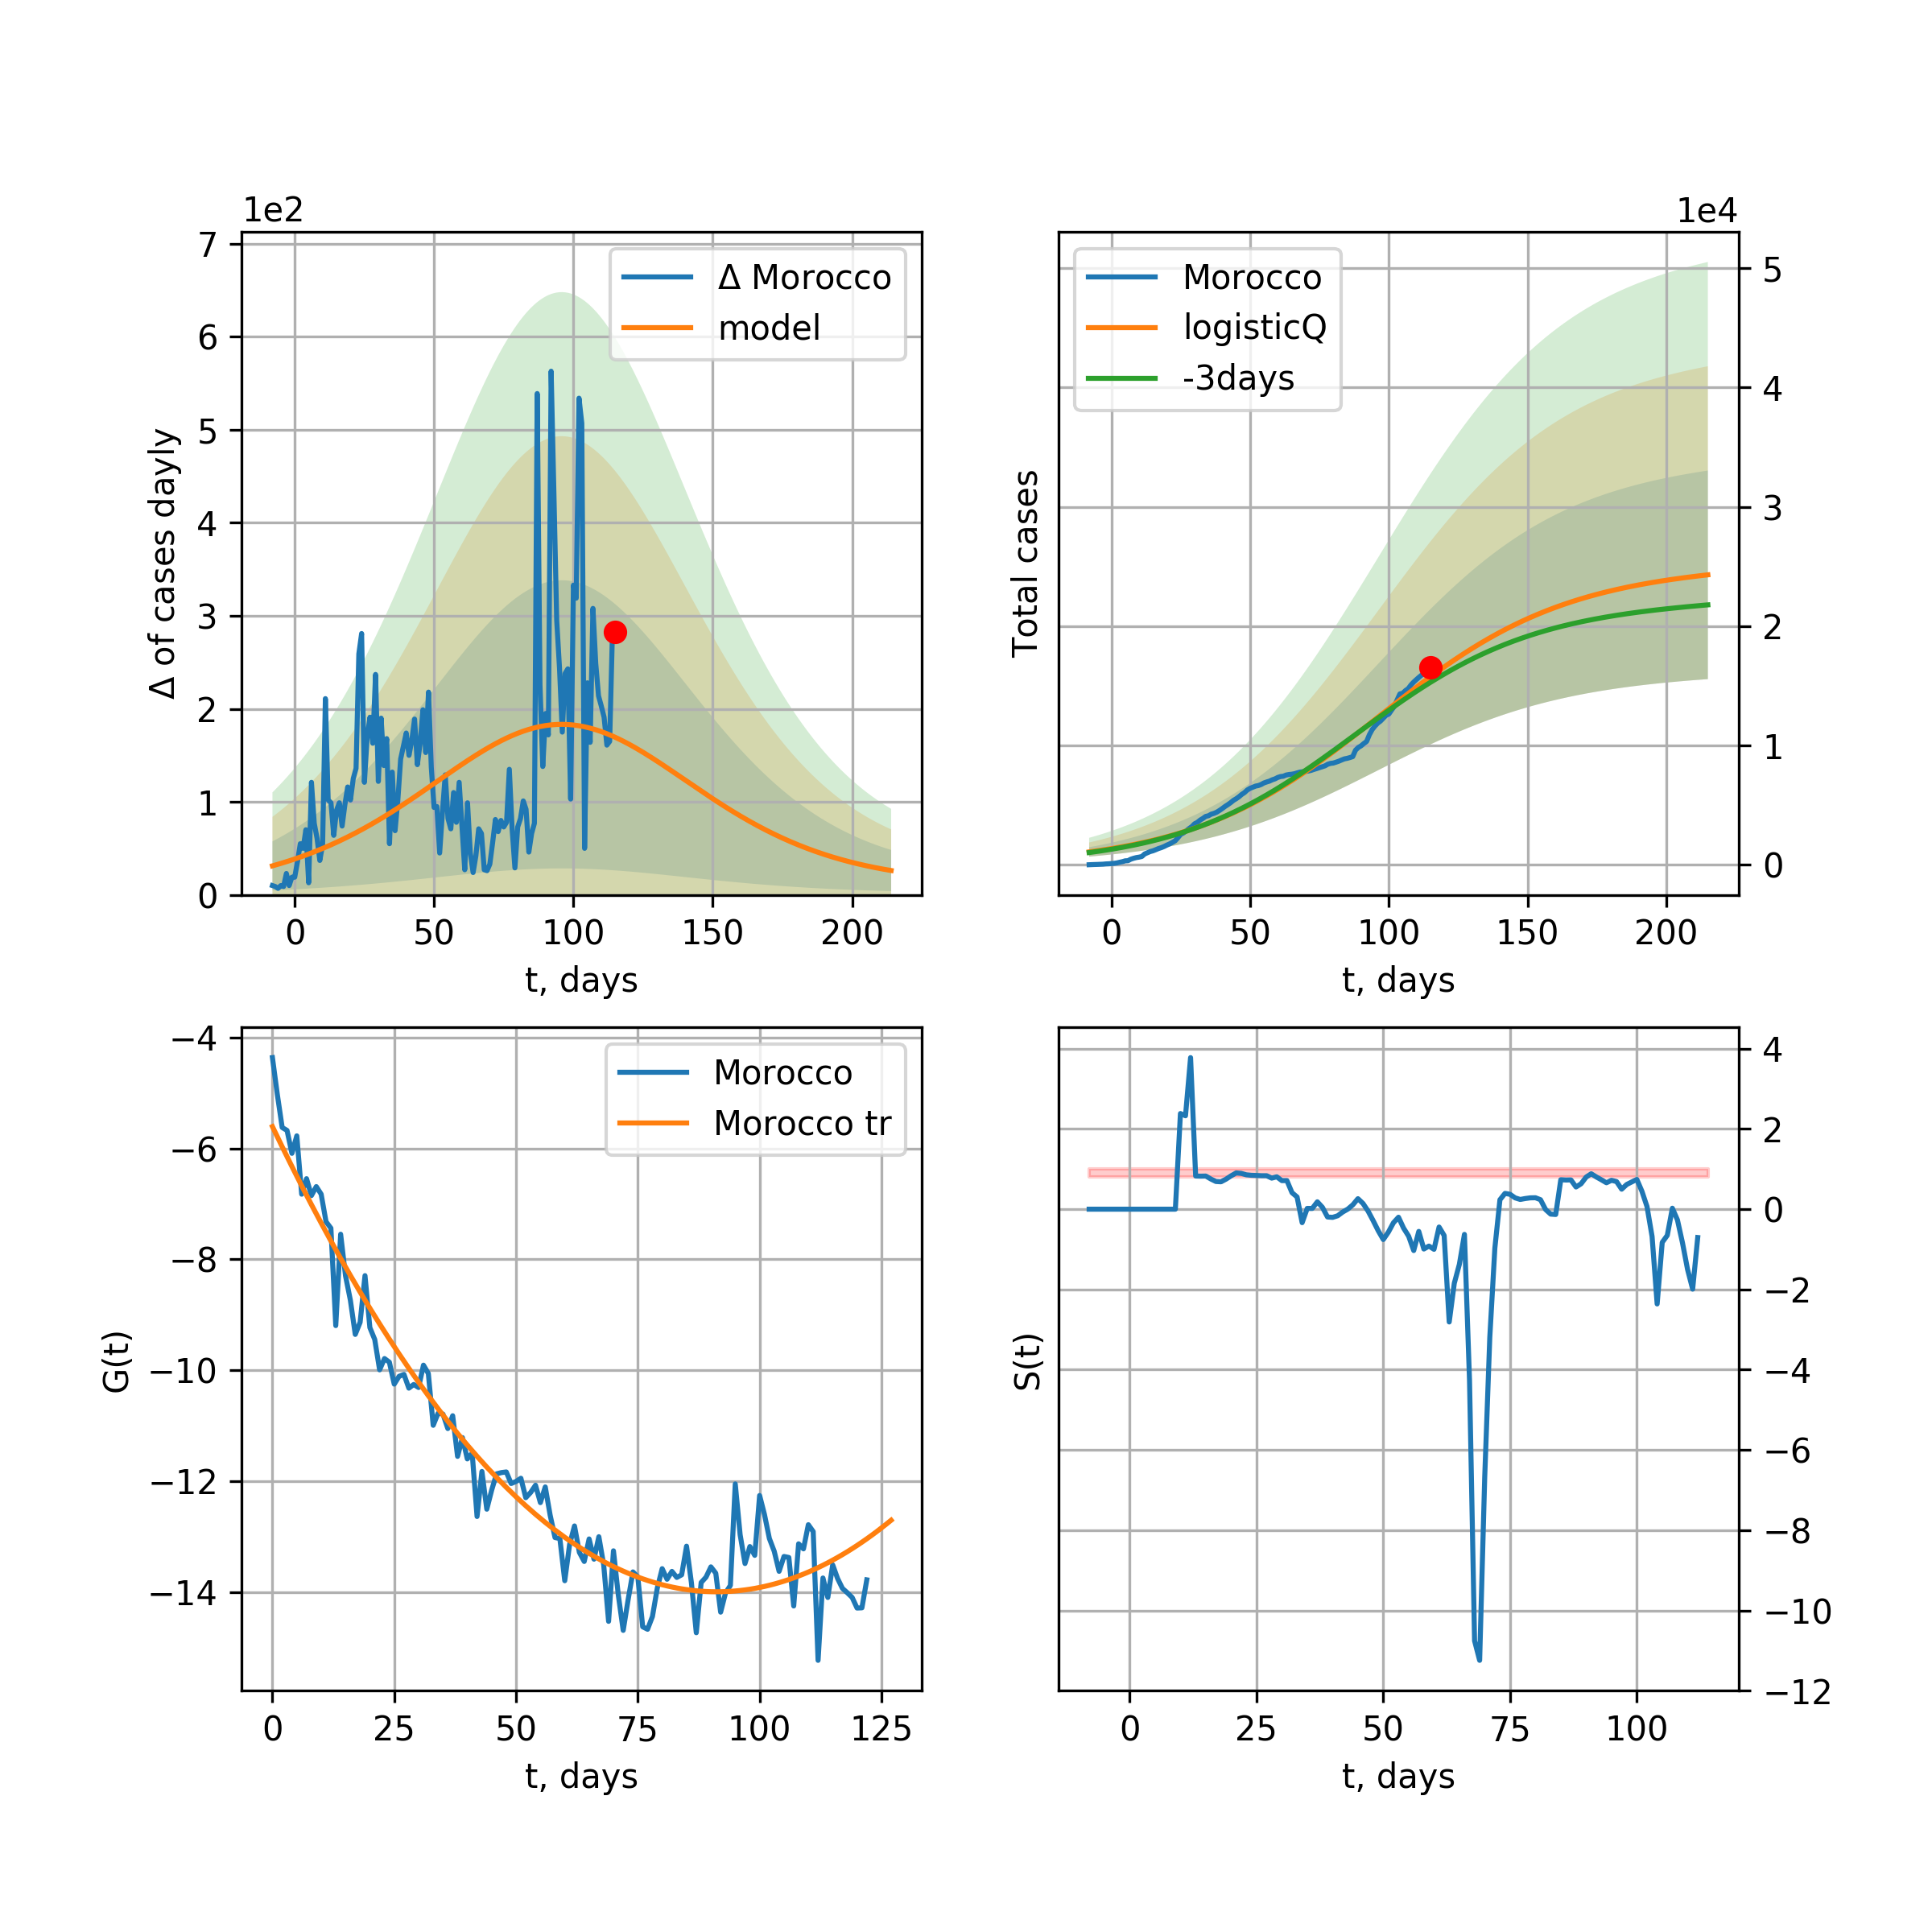 1e2
7
6
5
4
3
2
1
0
Δ of cases dayly
Δ Morocco
model
0 50 100 150 200
t, days
1e4
5
4
3
2
1
0
Total cases
Morocco
logisticQ
-3days
0 50 100 150 200
t, days
−4
−6
−8
−10
−12
−14
G(t)
Morocco
Morocco tr
0 25 50 75 100 125
t, days
4
2
0
−2
−4
−6
−8
−10
−12
S(t)
0 25 50 75 100
t, days